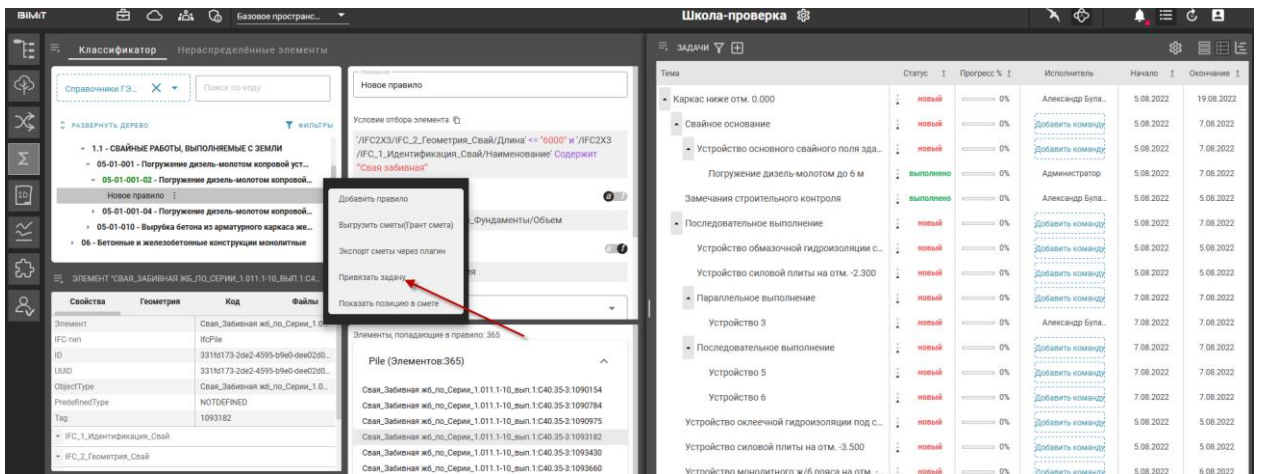 BIMIT
Базовое пространс...
Школа-проверка
Классификатор
Нераспределённые элементы
Справочники ГЭ...
Поиск по коду
РАЗВЕРНУТЬ ДЕРЕВО
ФИЛЬТРЫ
1.1 - СВАЙНЫЕ РАБОТЫ, ВЫПОЛНЯЕМЫЕ С ЗЕМЛИ
05-01-001 - Погружение дизель-молотом копровой уст...
05-01-001-02 - Погружение дизель-молотом копровой...
Новое правило
05-01-001-04 - Погружение дизель-молотом копровой...
05-01-010 - Вырубка бетона из арматурного каркаса же...
06 - Бетонные и железобетонные конструкции монолитные
ЭЛЕМЕНТ "СВАЯ_ЗАБИВНАЯ ЖБ_ПО_СЕРИИ_1.011.1-10_ВЫП.1:С4...
Свойства
Геометрия
Код
Файлы
Элемент
Свая_Забивная жб_по_Серии_1.0...
IFC-тип
IfcPile
ID
331fd173-2de2-4595-b9e0-dee02d0...
UUID
331fd173-2de2-4595-b9e0-dee02d0...
ObjectType
Свая_Забивная жб_по_Серии_1.0...
PredefinedType
NOTDEFINED
Tag
1093182
IFC_1_Идентификация_Свай
IFC_2_Геометрия_Свай
Название
Новое правило
Условие отбора элемента
'/IFC2X3/IFC_2_Геометрия_Свай/Длина' <= "6000" и '/IFC2X3
/IFC_1_Идентификация_Свай/Наименование' Содержит
"Свая забивная"
_Фундаменты/Объем
Добавить правило
Выгрузить сметы(Грант смета)
Экспорт сметы через плагин
Привязать задачу
Показать позицию в смете
Элементы, попадающие в правило: 365
Pile (Элементов:365)
Свая_Забивная жб_по_Серии_1.011.1-10_вып.1:С40.35-3:1090154
Свая_Забивная жб_по_Серии_1.011.1-10_вып.1:С40.35-3:1090784
Свая_Забивная жб_по_Серии_1.011.1-10_вып.1:С40.35-3:1090975
Свая_Забивная жб_по_Серии_1.011.1-10_вып.1:С40.35-3:1093182
Свая_Забивная жб_по_Серии_1.011.1-10_вып.1:С40.35-3:1093430
Свая_Забивная жб_по_Серии_1.011.1-10_вып.1:С40.35-3:1093660
ЗАДАЧИ
Тема Статус Прогресс % Исполнитель Начало Окончание
Каркас ниже отм. 0.000 новый 0% Александр Була... 5.08.2022 19.08.2022
Свайное основание новый 0% Добавить команду 5.08.2022 7.08.2022
Устройство основного свайного поля зда... новый 0% Добавить команду 5.08.2022 7.08.2022
Погружение дизель-молотом до 6 м выполнено 0% Администратор 5.08.2022 7.08.2022
Замечания строительного контроля выполнено 0% Александр Була... 5.08.2022 5.08.2022
Последовательное выполнение новый 0% Добавить команду 5.08.2022 7.08.2022
Устройство обмазочной гидроизоляции с... новый 0% Добавить команду 5.08.2022 5.08.2022
Устройство силовой плиты на отм. -2.300 новый 0% Добавить команду 5.08.2022 5.08.2022
Параллельное выполнение новый 0% Добавить команду 7.08.2022 7.08.2022
Устройство 3 новый 0% Александр Була... 7.08.2022 7.08.2022
Последовательное выполнение новый 0% Добавить команду 7.08.2022 7.08.2022
Устройство 5 новый 0% Добавить команду 7.08.2022 7.08.2022
Устройство 6 новый 0% Добавить команду 7.08.2022 7.08.2022
Устройство оклеечной гидроизоляции под с... новый 0% Добавить команду 5.08.2022 5.08.2022
Устройство силовой плиты на отм. -3.500 новый 0% Добавить команду 5.08.2022 5.08.2022
Устройство монолитного ж/б пояса на отм. -... новый 0% Добавить команду 5.08.2022 6.08.2022